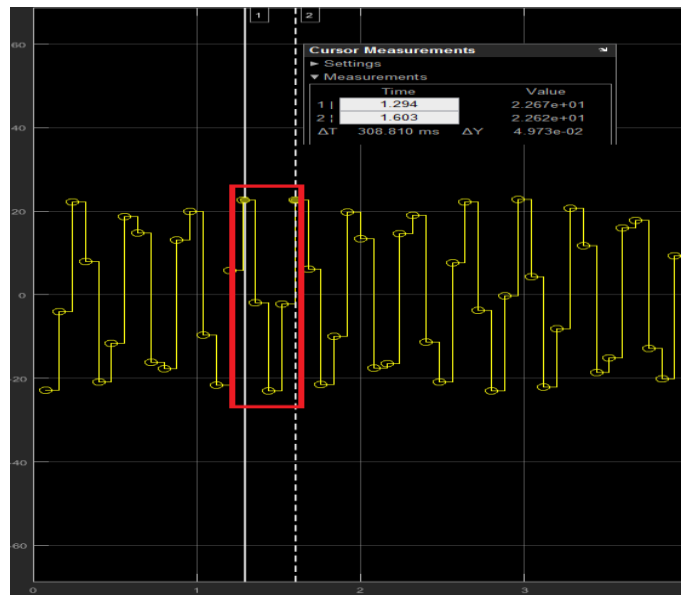 1 2
60
Cursor Measurements
▶ Settings
▼ Measurements
Time Value
1 | 1.294 2.267e+01
2 ¦ 1.603 2.262e+01
ΔT 308.810 ms ΔY 4.973e-02
40
20
0
-20
-40
-60
0 1 2 3